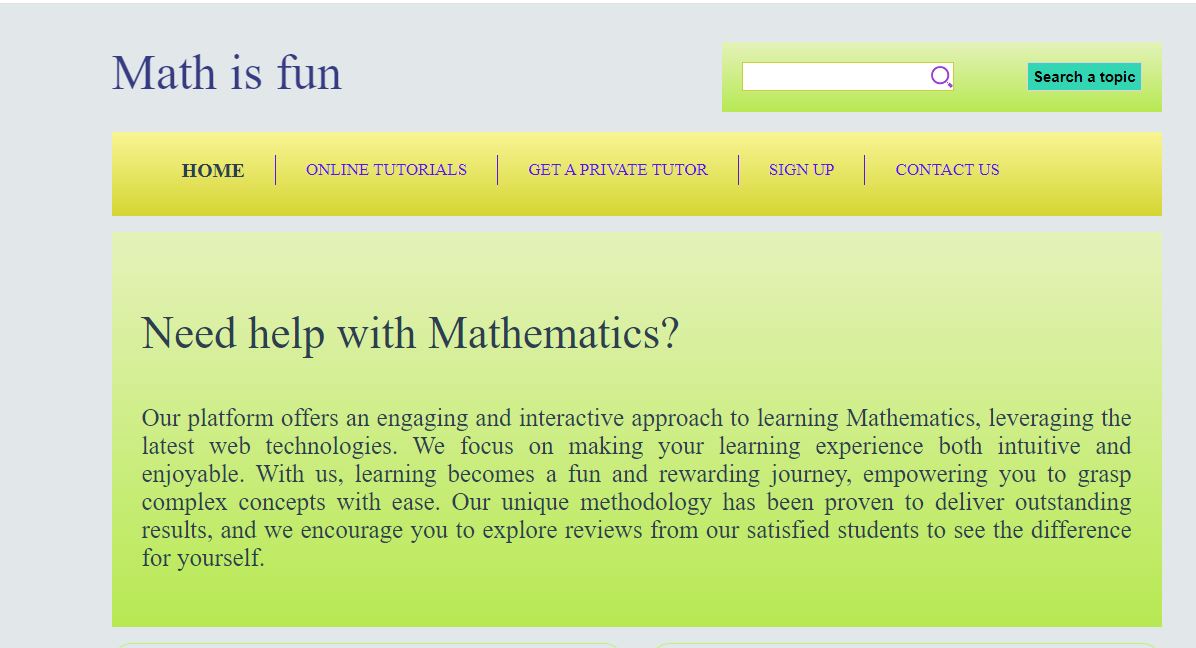 Math is fun
Search a topic
HOME
ONLINE TUTORIALS
GET A PRIVATE TUTOR
SIGN UP
CONTACT US
Need help with Mathematics?
Our platform offers an engaging and interactive approach to learning Mathematics, leveraging the
latest web technologies. We focus on making your learning experience both intuitive and
enjoyable. With us, learning becomes a fun and rewarding journey, empowering you to grasp
complex concepts with ease. Our unique methodology has been proven to deliver outstanding
results, and we encourage you to explore reviews from our satisfied students to see the difference
for yourself.